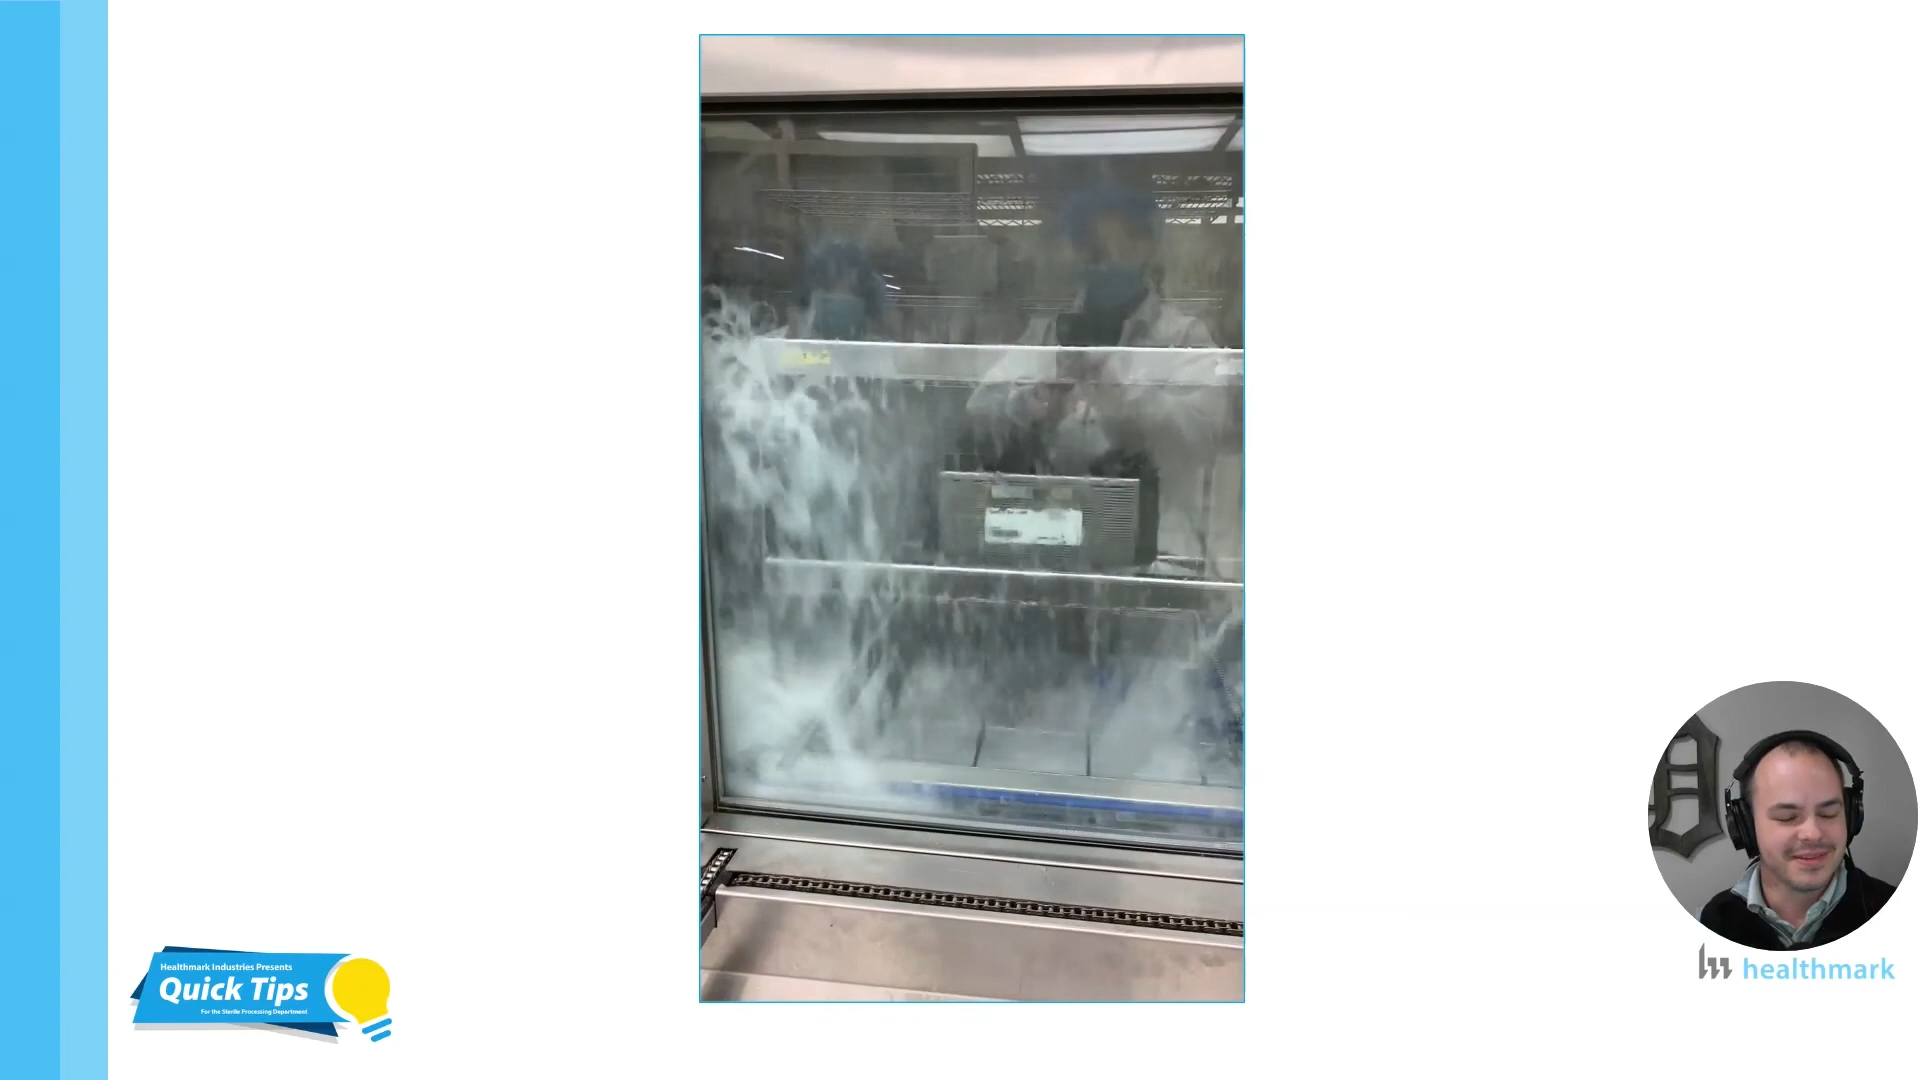 Healthmark Industries Presents
Quick Tips
For the Sterile Processing Department
healthmark